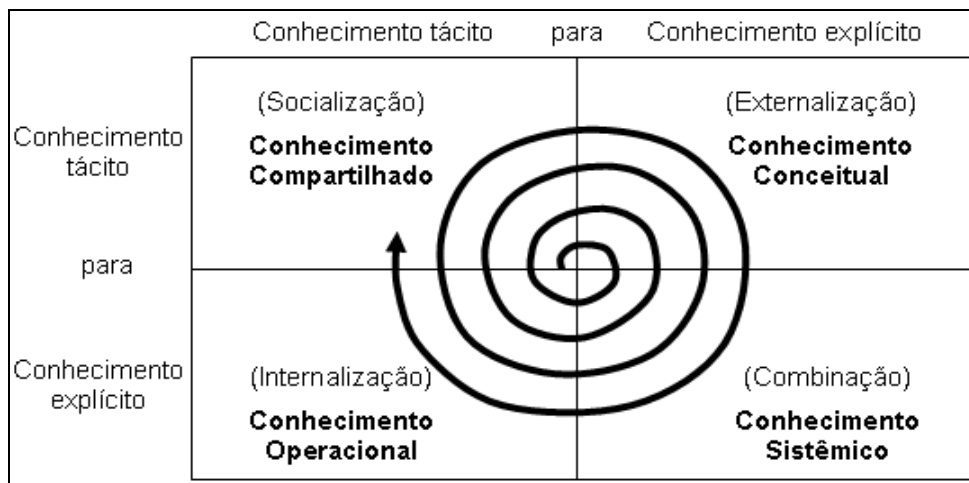 Conhecimento tácito para Conhecimento explícito
(Socialização)
Conhecimento
Compartilhado
(Externalização)
Conhecimento
Conceitual
Conhecimento
tácito
para
Conhecimento
explícito
(Internalização)
Conhecimento
Operacional
(Combinação)
Conhecimento
Sistêmico